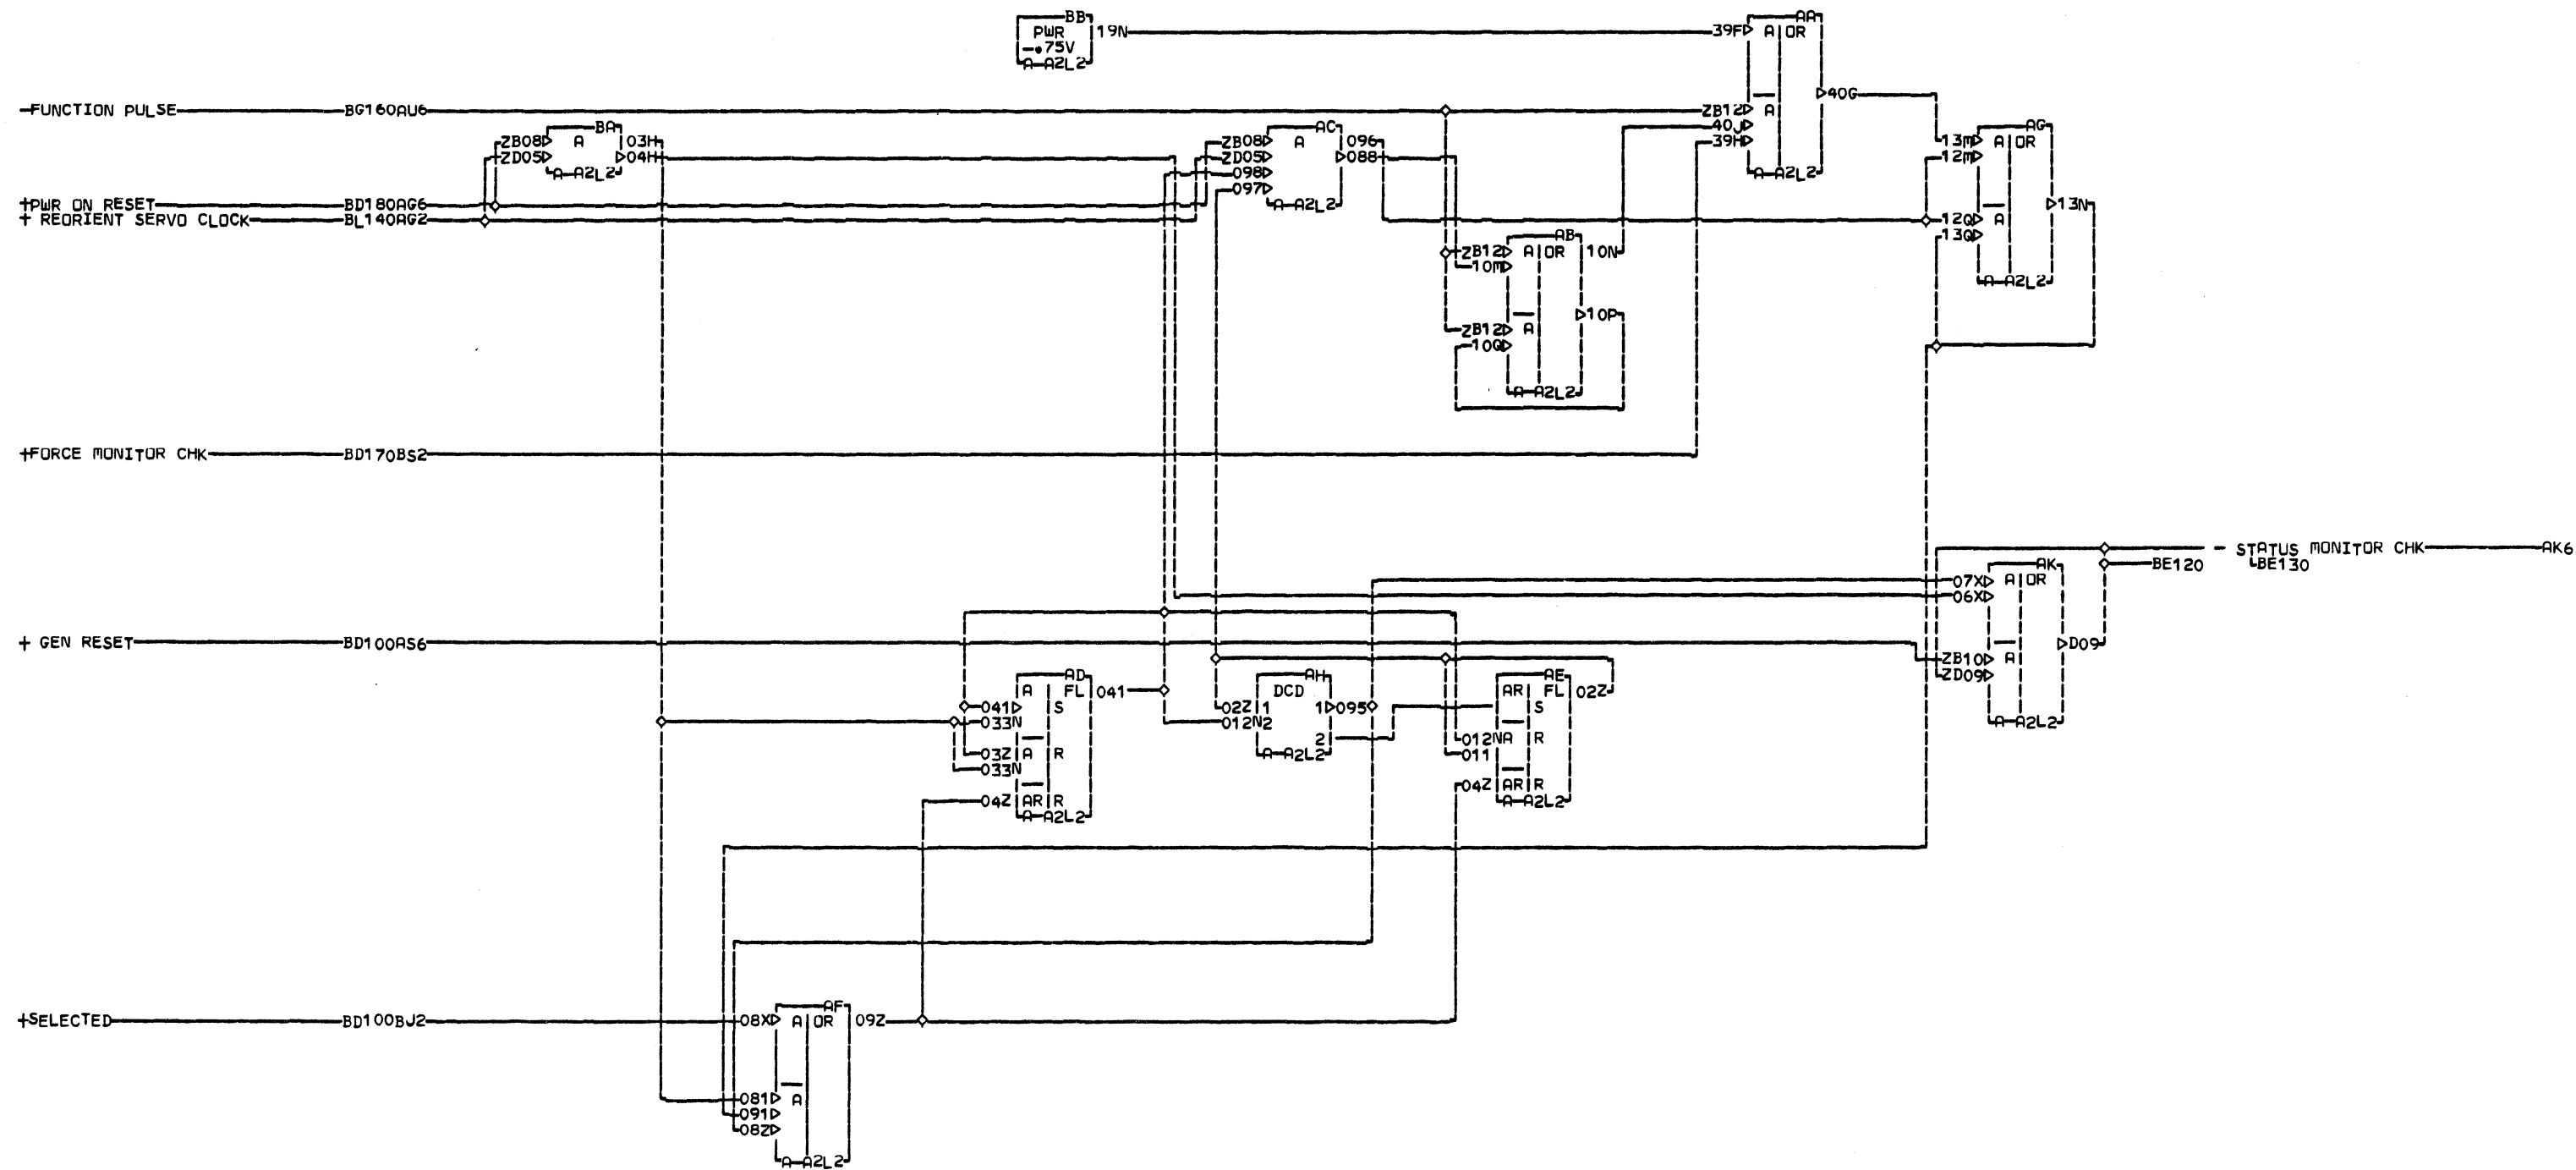 BB
PWR
-.75V
A-A2L2
19N
39F
AA
A OR
ZB12
A
40J
39H
A-A2L2
40G
-FUNCTION PULSE BG160AU6
ZB08
ZD05
BA
A
A-A2L2
03H
04H
ZB08
ZD05
098
097
AC
A
A-A2L2
096
088
13M
12M
12Q
13Q
AG
A OR
A
A-A2L2
13N
+PWR ON RESET BD180AG6
+ REORIENT SERVO CLOCK BL140AG2
ZB12
10M
ZB12
10Q
AB
A OR
A
A-A2L2
10N
10P
+FORCE MONITOR CHK BD170BS2
- STATUS MONITOR CHK AK6
BE120 BE130
07X
06X
ZB10
ZD09
AK
A OR
A
A-A2L2
D09
+ GEN RESET BD100AS6
041
033N
03Z
033N
04Z
AD
A FL
S
A R
AR R
A-A2L2
041
02Z 1
012N2
AH
DCD
1
2
A-A2L2
095
012NA
011
04Z
AE
AR FL
S
R
AR R
A-A2L2
02Z
+SELECTED BD100BJ2
08X
081
091
08Z
AF
A OR
A
A-A2L2
09Z